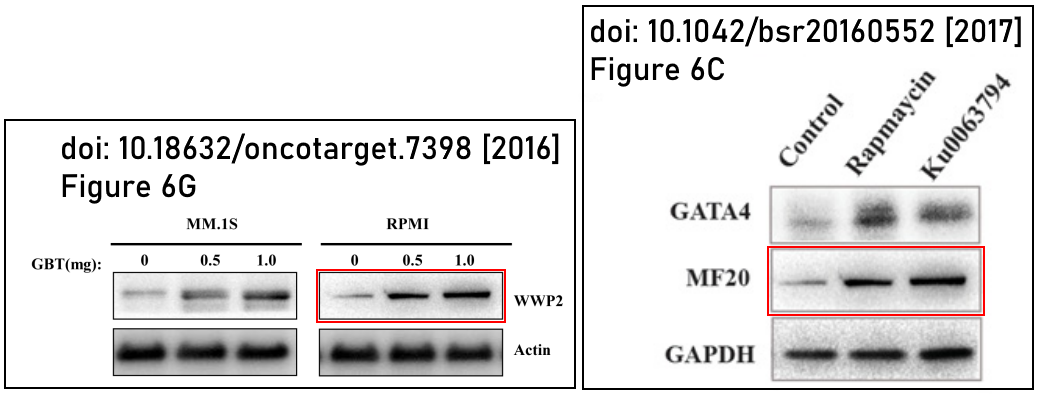 doi: 10.18632/oncotarget.7398 [2016]
Figure 6G
MM.1S RPMI
GBT(mg): 0 0.5 1.0 0 0.5 1.0
WWP2
Actin
doi: 10.1042/bsr20160552 [2017]
Figure 6C
Control Rapmaycin Ku0063794
GATA4
MF20
GAPDH